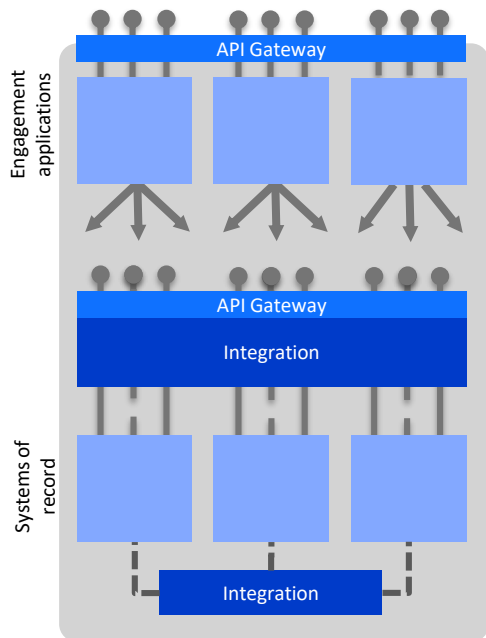 API Gateway
Engagement
applications
API Gateway
Integration
Systems of
record
Integration